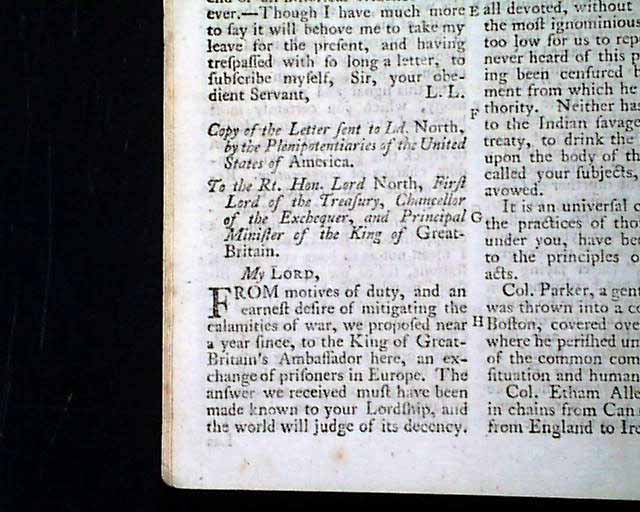 ever.—Though I have much more
to ſay it will behove me to take my
leave for the preſent, and having
treſpaſſed with ſo long a letter, to
ſubſcribe myſelf, Sir, your obe-
dient Servant, L. L.
Copy of the Letter ſent to Ld. North,
by the Plenipotentiaries of the United
States of America.
To the Rt. Hon. Lord North, Firſt
Lord of the Treaſury, Chancellor
of the Exchequer, and Principal
Miniſter of the King of Great-
Britain.
My LORD,
FROM motives of duty, and an
earneſt deſire of mitigating the
calamities of war, we propoſed near
a year ſince, to the King of Great-
Britain's Ambaſſador here, an ex-
change of priſoners in Europe. The
anſwer we received muſt have been
made known to your Lordſhip, and
the world will judge of its decency.
E
F
G
H
all devoted, without
the moſt ignominiou
too low for us to rep
never heard of this p
ing been cenſured
ment from which he
thority. Neither ha
to the Indian ſavage
treaty, to drink the
upon the body of th
called your ſubjects,
avowed.
It is an univerſal c
the practices of tho
under you, have be
to the principles o
acts.
Col. Parker, a gent
was thrown into a co
Boſton, covered ove
where he periſhed un
of the common com
ſituation and human
Col. Etham Alle
in chains from Can
from England to Ire